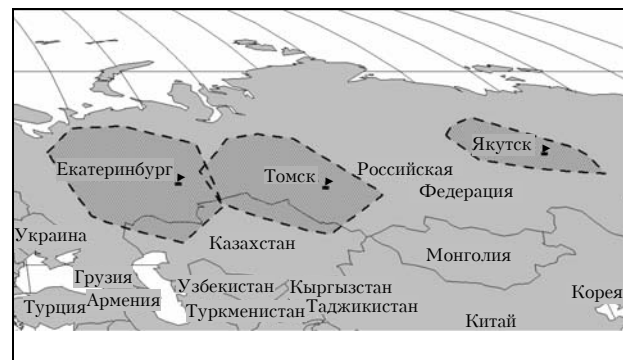 Якутск
Екатеринбург
Томск
Российская
Федерация
Украина
Казахстан
Монголия
Грузия
Узбекистан
Кыргызстан
Турция
Армения
Туркменистан
Таджикистан
Корея
Китай